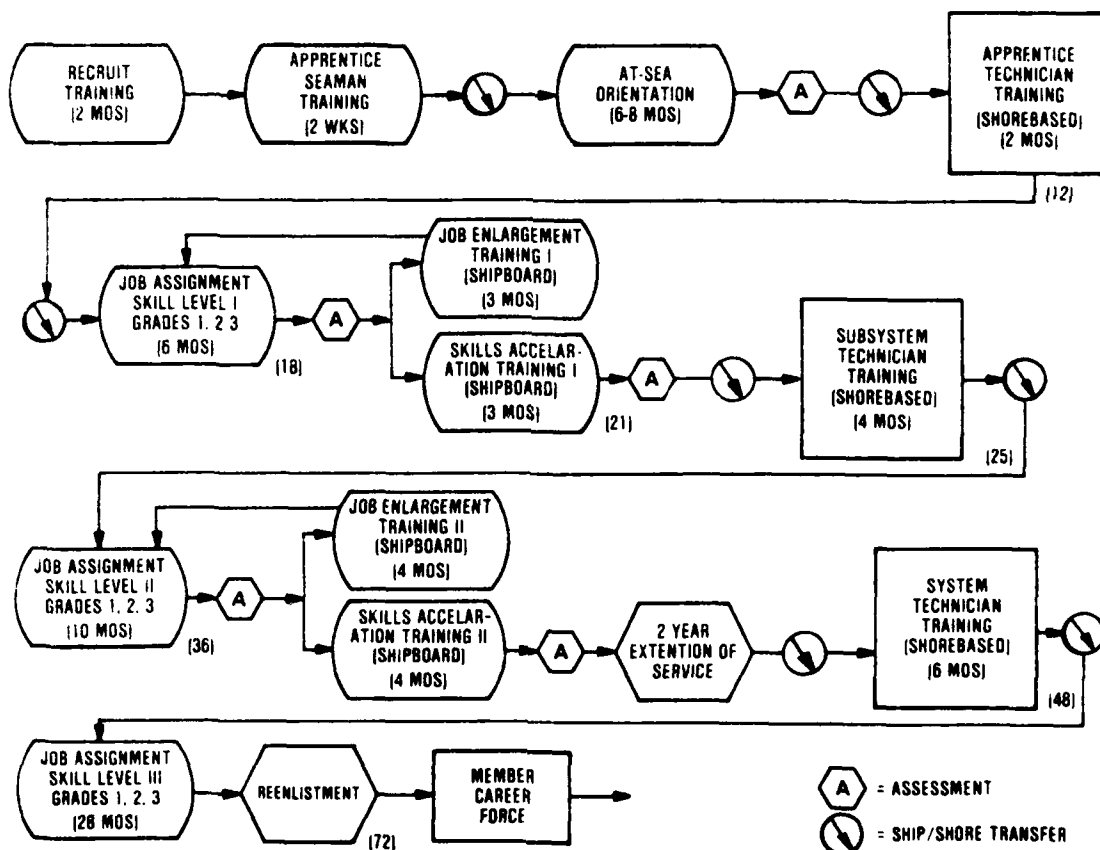 RECRUIT
TRAINING
(2 MOS)
APPRENTICE
SEAMAN
TRAINING
(2 WKS)
AT-SEA
ORIENTATION
(6-8 MOS)
A
APPRENTICE
TECHNICIAN
TRAINING
(SHOREBASED)
(2 MOS)
(12)
JOB ASSIGNMENT
SKILL LEVEL I
GRADES 1, 2 3
(6 MOS)
(18)
A
JOB ENLARGEMENT
TRAINING I
(SHIPBOARD)
(3 MOS)
SKILLS ACCELAR-
ATION TRAINING I
(SHIPBOARD)
(3 MOS)
(21)
A
SUBSYSTEM
TECHNICIAN
TRAINING
(SHOREBASED)
(4 MOS)
(25)
JOB ASSIGNMENT
SKILL LEVEL II
GRADES 1, 2, 3
(10 MOS)
(36)
A
JOB ENLARGEMENT
TRAINING II
(SHIPBOARD)
(4 MOS)
SKILLS ACCELAR-
ATION TRAINING II
(SHIPBOARD)
(4 MOS)
A
2 YEAR
EXTENTION OF
SERVICE
SYSTEM
TECHNICIAN
TRAINING
(SHOREBASED)
(6 MOS)
(48)
JOB ASSIGNMENT
SKILL LEVEL III
GRADES 1, 2, 3
(26 MOS)
REENLISTMENT
(72)
MEMBER
CAREER
FORCE
A = ASSESSMENT
= SHIP/SHORE TRANSFER